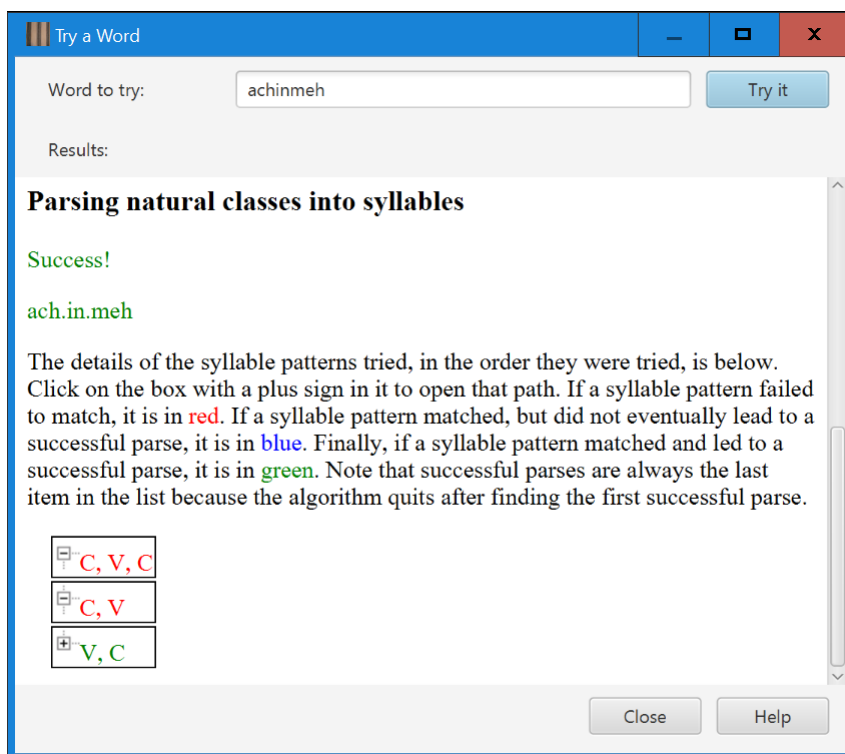 Try a Word
Word to try:
achinmeh
Try it
Results:
Parsing natural classes into syllables
Success!
ach.in.meh
The details of the syllable patterns tried, in the order they were tried, is below.
Click on the box with a plus sign in it to open that path. If a syllable pattern failed
to match, it is in red. If a syllable pattern matched, but did not eventually lead to a
successful parse, it is in blue. Finally, if a syllable pattern matched and led to a
successful parse, it is in green. Note that successful parses are always the last
item in the list because the algorithm quits after finding the first successful parse.
C, V, C
C, V
V, C
Close
Help